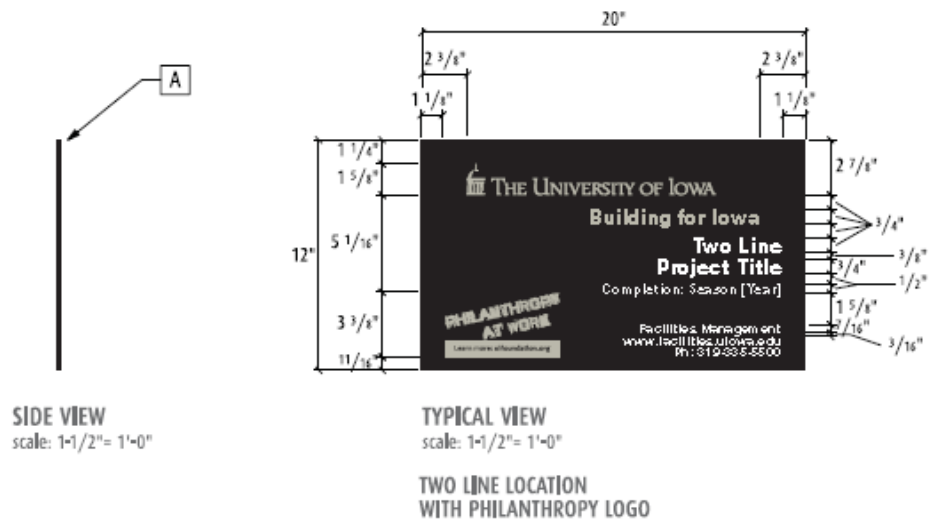 20"
2 3/8"
2 3/8"
A
1 1/8"
1 1/8"
1 1/4"
1 5/8"
5 1/16"
12"
3 3/8"
11/16"
2 7/8"
3/4"
3/8"
3/4"
1/2"
1 5/8"
7/16"
3/16"
THE UNIVERSITY OF IOWA
Building for Iowa
Two Line
Project Title
Completion: Season [Year]
PHILANTHROPY
AT WORK
Learn more: uifoundation.org
Facilities Management
www.facilities.uiowa.edu
Ph: 319-335-5500
SIDE VIEW
scale: 1-1/2"= 1'-0"
TYPICAL VIEW
scale: 1-1/2"= 1'-0"
TWO LINE LOCATION
WITH PHILANTHROPY LOGO